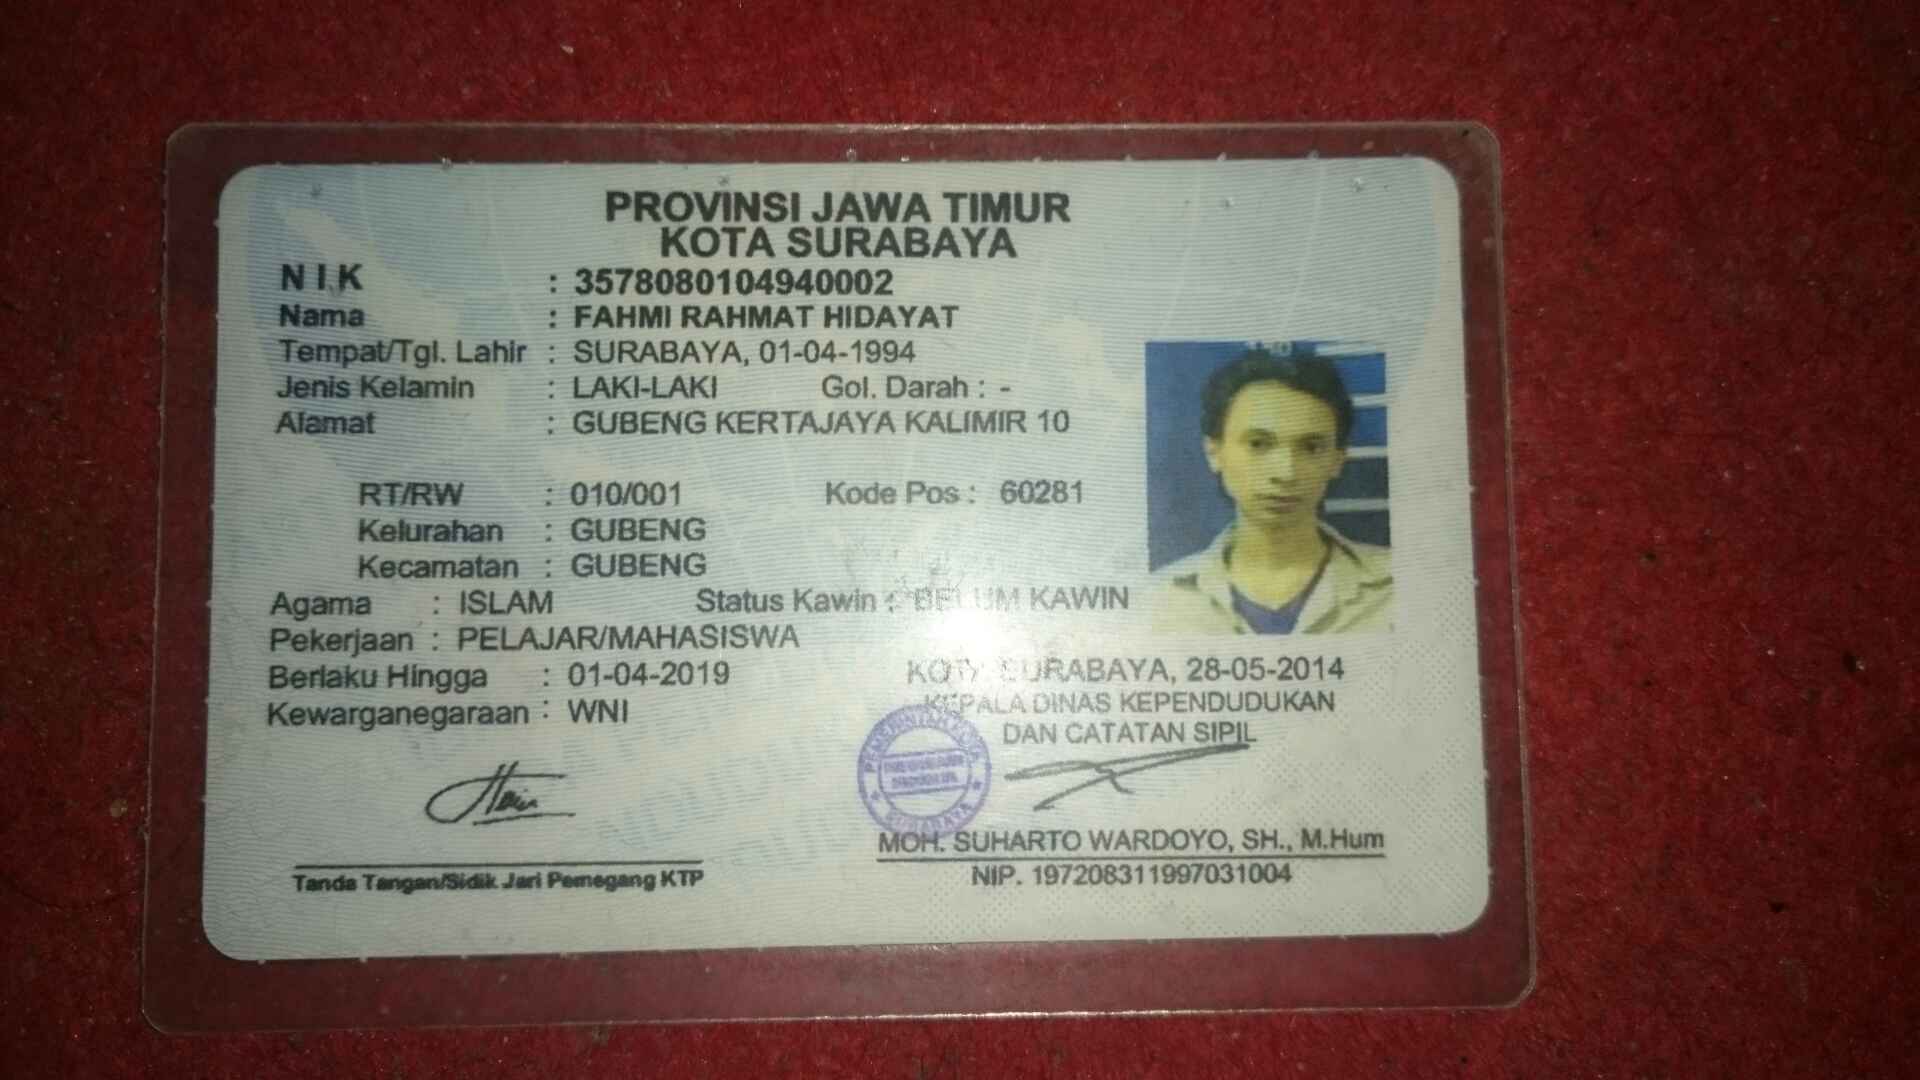 PROVINSI JAWA TIMUR
KOTA SURABAYA
N I K : 3578080104940002
Nama : FAHMI RAHMAT HIDAYAT
Tempat/Tgl. Lahir : SURABAYA, 01-04-1994
Jenis Kelamin : LAKI-LAKI Gol. Darah : -
Alamat : GUBENG KERTAJAYA KALIMIR 10
RT/RW : 010/001 Kode Pos : 60281
Kelurahan : GUBENG
Kecamatan : GUBENG
Agama : ISLAM Status Kawin : BELUM KAWIN
Pekerjaan : PELAJAR/MAHASISWA
Berlaku Hingga : 01-04-2019
Kewarganegaraan : WNI
KOTA SURABAYA, 28-05-2014
KEPALA DINAS KEPENDUDUKAN
DAN CATATAN SIPIL
PEMERINTAH KOTA
SURABAYA
MOH. SUHARTO WARDOYO, SH., M.Hum
NIP. 197208311997031004
Tanda Tangan/Sidik Jari Pemegang KTP